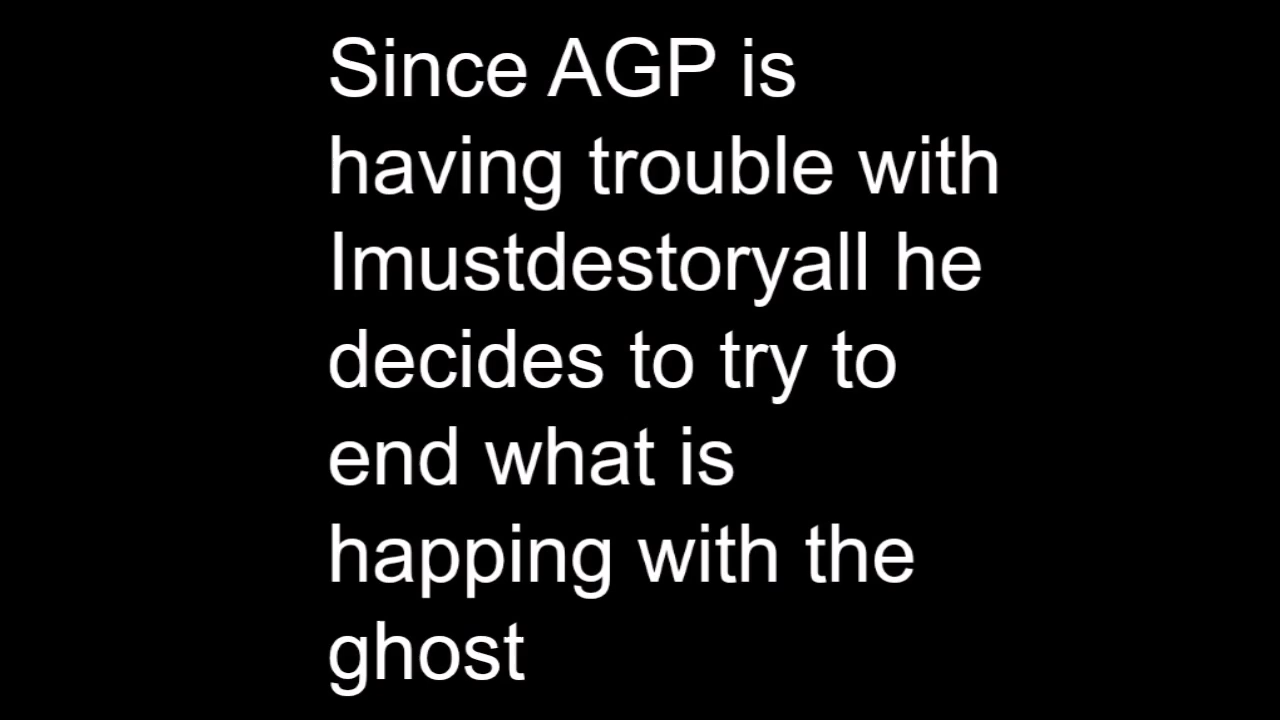 Since AGP is
having trouble with
Imustdestoryall he
decides to try to
end what is
happing with the
ghost